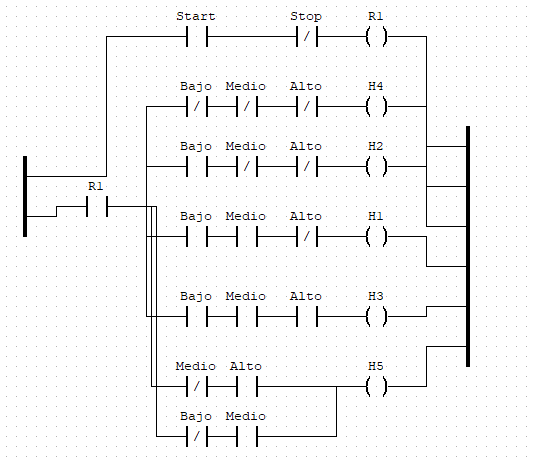 Start Stop R1
Bajo Medio Alto H4
Bajo Medio Alto H2
R1
Bajo Medio Alto H1
Bajo Medio Alto H3
Medio Alto H5
Bajo Medio